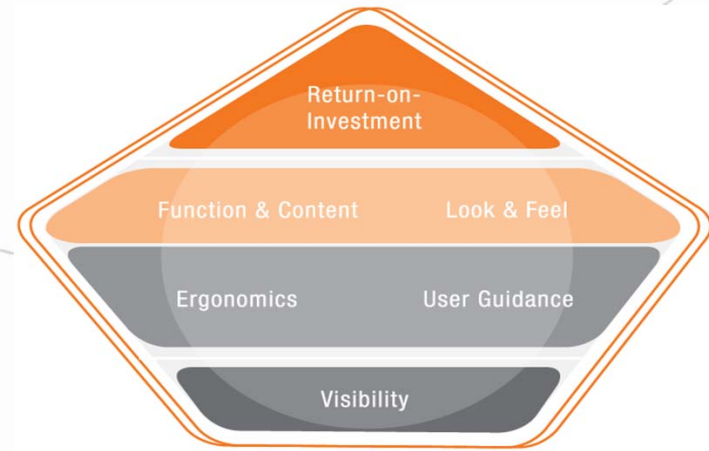 Return-on-
Investment
Function & Content Look & Feel
Ergonomics User Guidance
Visibility